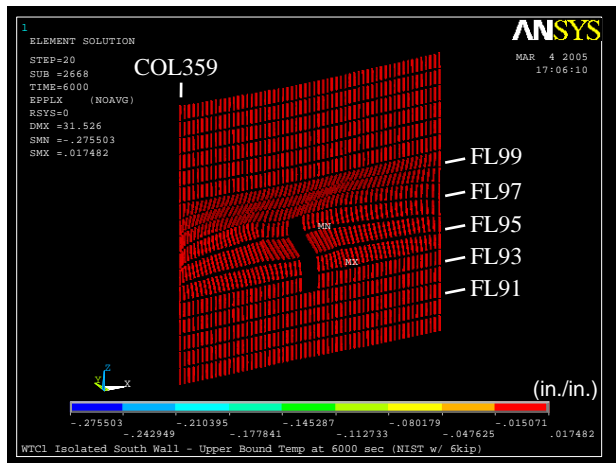 1
ANSYS
ELEMENT SOLUTION
MAR 4 2005
17:06:10
STEP=20
SUB =2668
TIME=6000
EPPLX (NOAVG)
RSYS=0
DMX =31.526
SMN =-.275503
SMX =.017482
COL359
FL99
FL97
FL95
FL93
FL91
MN
MX
Z
Y
X
(in./in.)
-.275503 -.210395 -.145287 -.080179 -.015071
-.242949 -.177841 -.112733 -.047625 .017482
WTC1 Isolated South Wall - Upper Bound Temp at 6000 sec (NIST w/ 6kip)